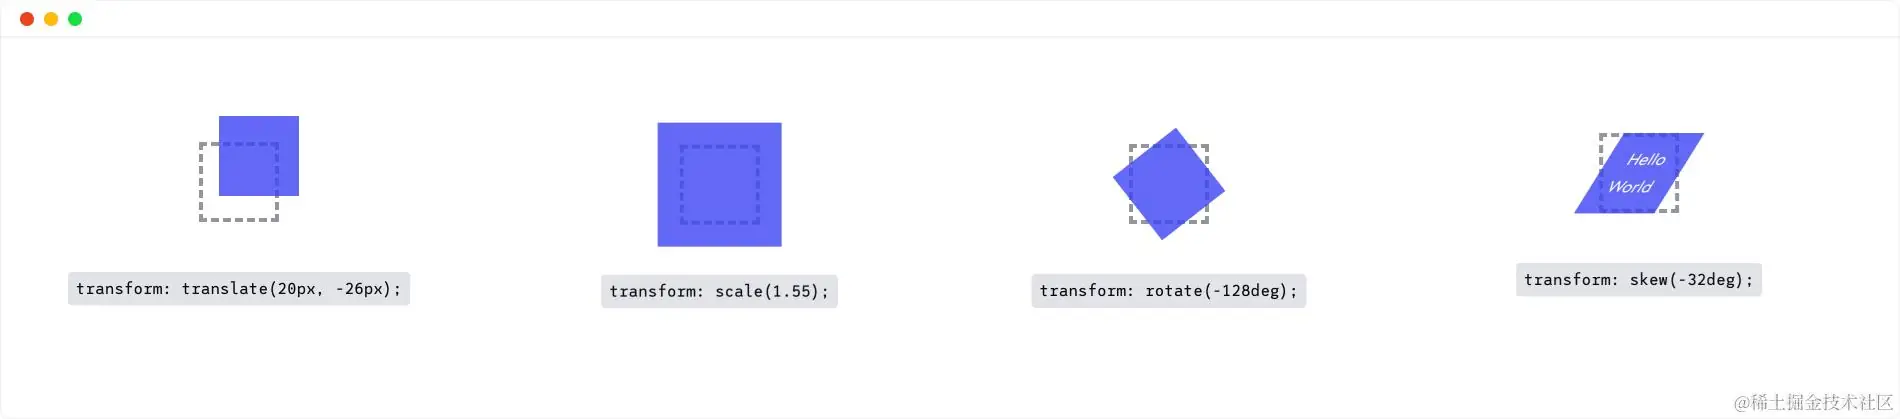 transform: translate(20px, -26px);
transform: scale(1.55);
transform: rotate(-128deg);
Hello
World
transform: skew(-32deg);
@稀土掘金技术社区